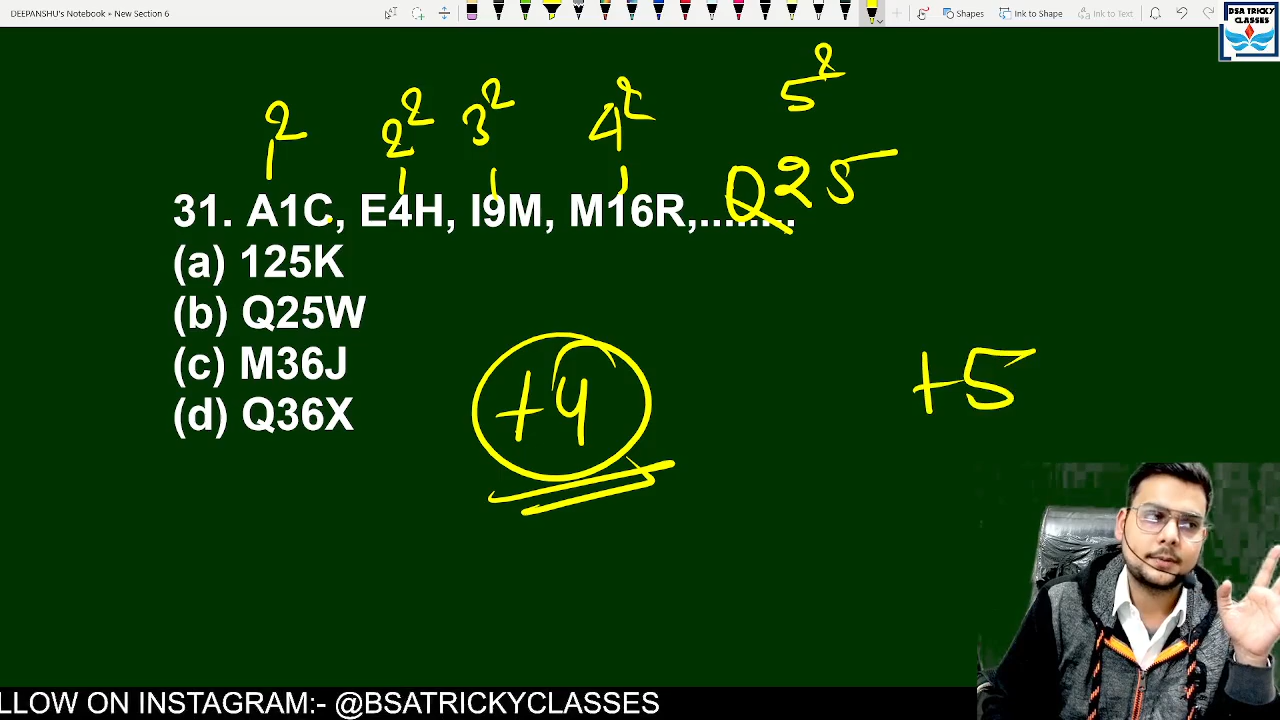 DEEPANSHU's Notebook ▸ New Section 6
Shapes Ink to Shape Ink to Text
BSA TRICKY
CLASSES
1² 2² 3² 4² 5²
31. A1C, E4H, I9M, M16R,......... Q25
(a) 125K
(b) Q25W
(c) M36J
(d) Q36X
+4 +5
LLOW ON INSTAGRAM:- @BSATRICKYCLASSES